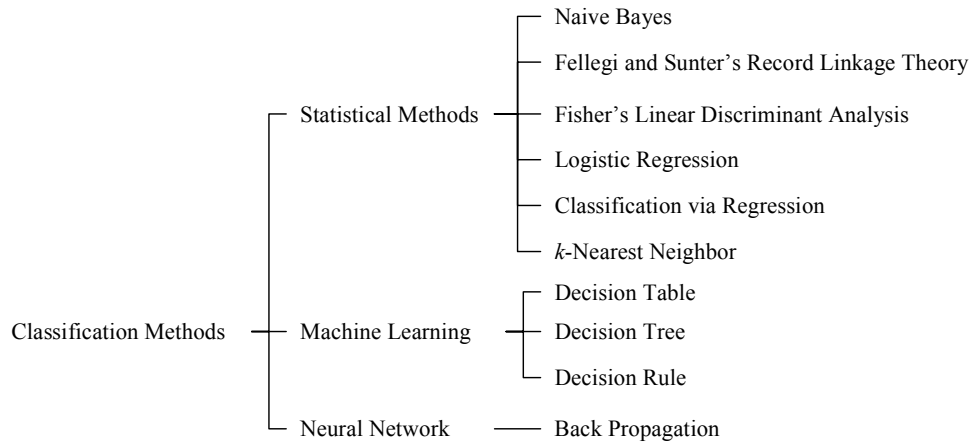 Naive Bayes
Fellegi and Sunter’s Record Linkage Theory
Statistical Methods
Fisher’s Linear Discriminant Analysis
Logistic Regression
Classification via Regression
k-Nearest Neighbor
Decision Table
Classification Methods
Machine Learning
Decision Tree
Decision Rule
Neural Network
Back Propagation